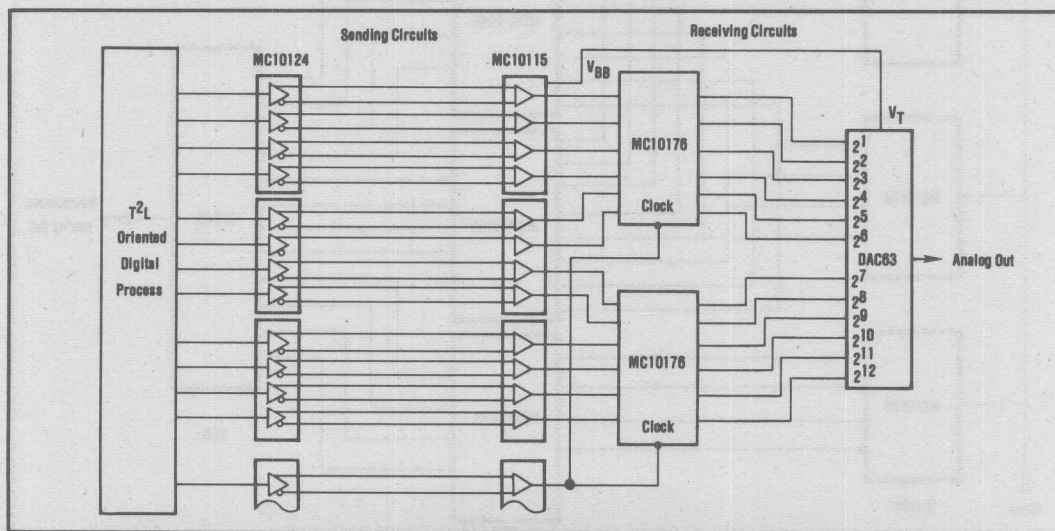 Sending Circuits
Receiving Circuits
MC10124
MC10115
V_BB
V_T
T²L
Oriented
Digital
Process
MC10176
Clock
MC10176
Clock
2¹
2²
2³
2⁴
2⁵
2⁶
DAC63
2⁷
2⁸
2⁹
2¹⁰
2¹¹
2¹²
Analog Out